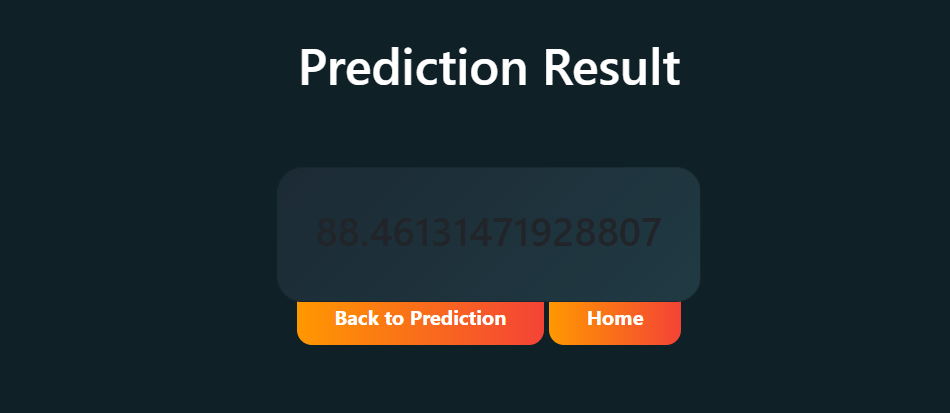 Prediction Result
88.46131471928807
Back to Prediction
Home